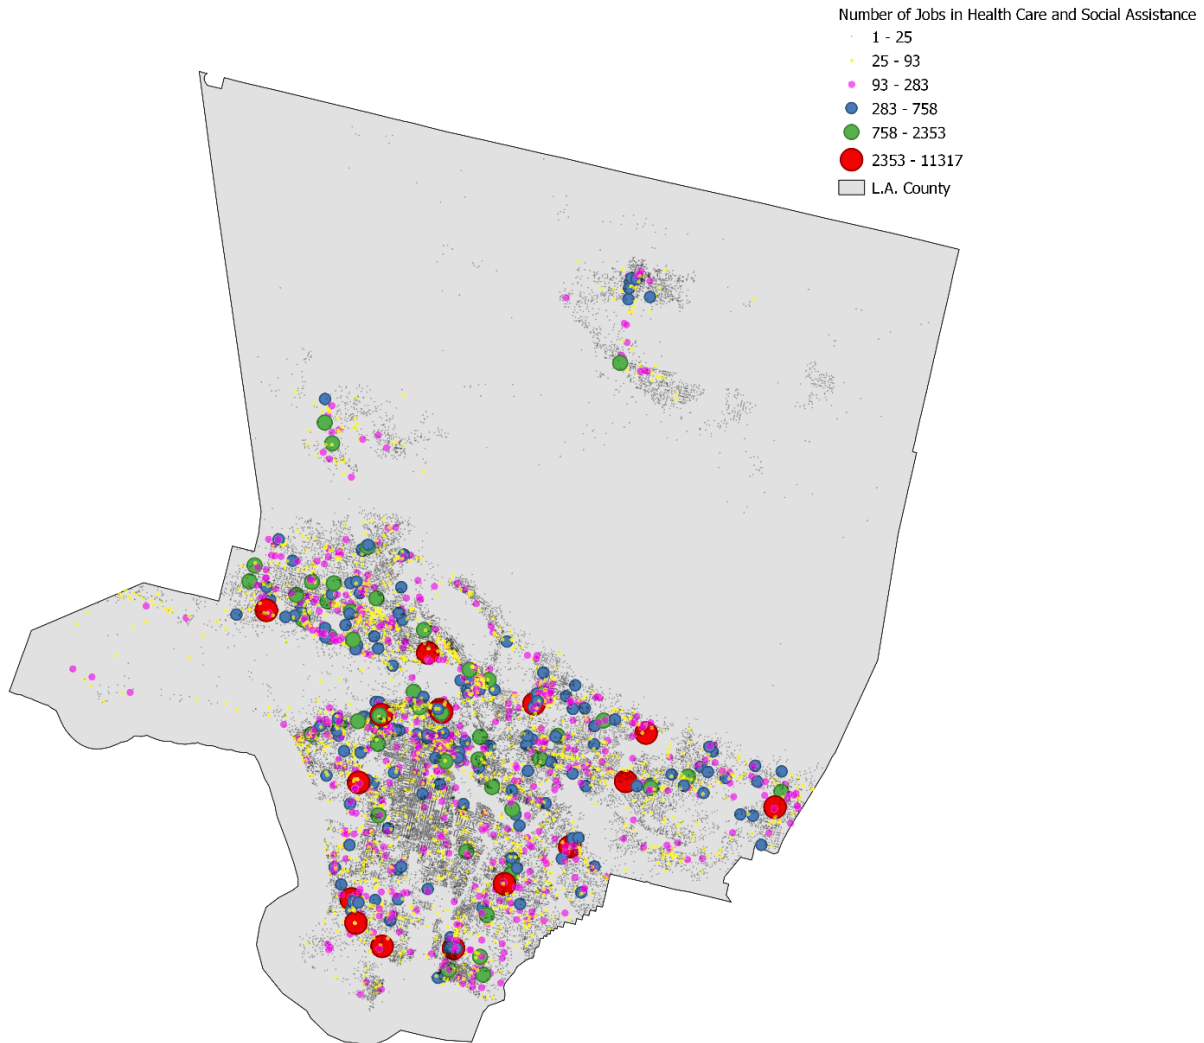 Number of Jobs in Health Care and Social Assistance
1 - 25
25 - 93
93 - 283
283 - 758
758 - 2353
2353 - 11317
L.A. County